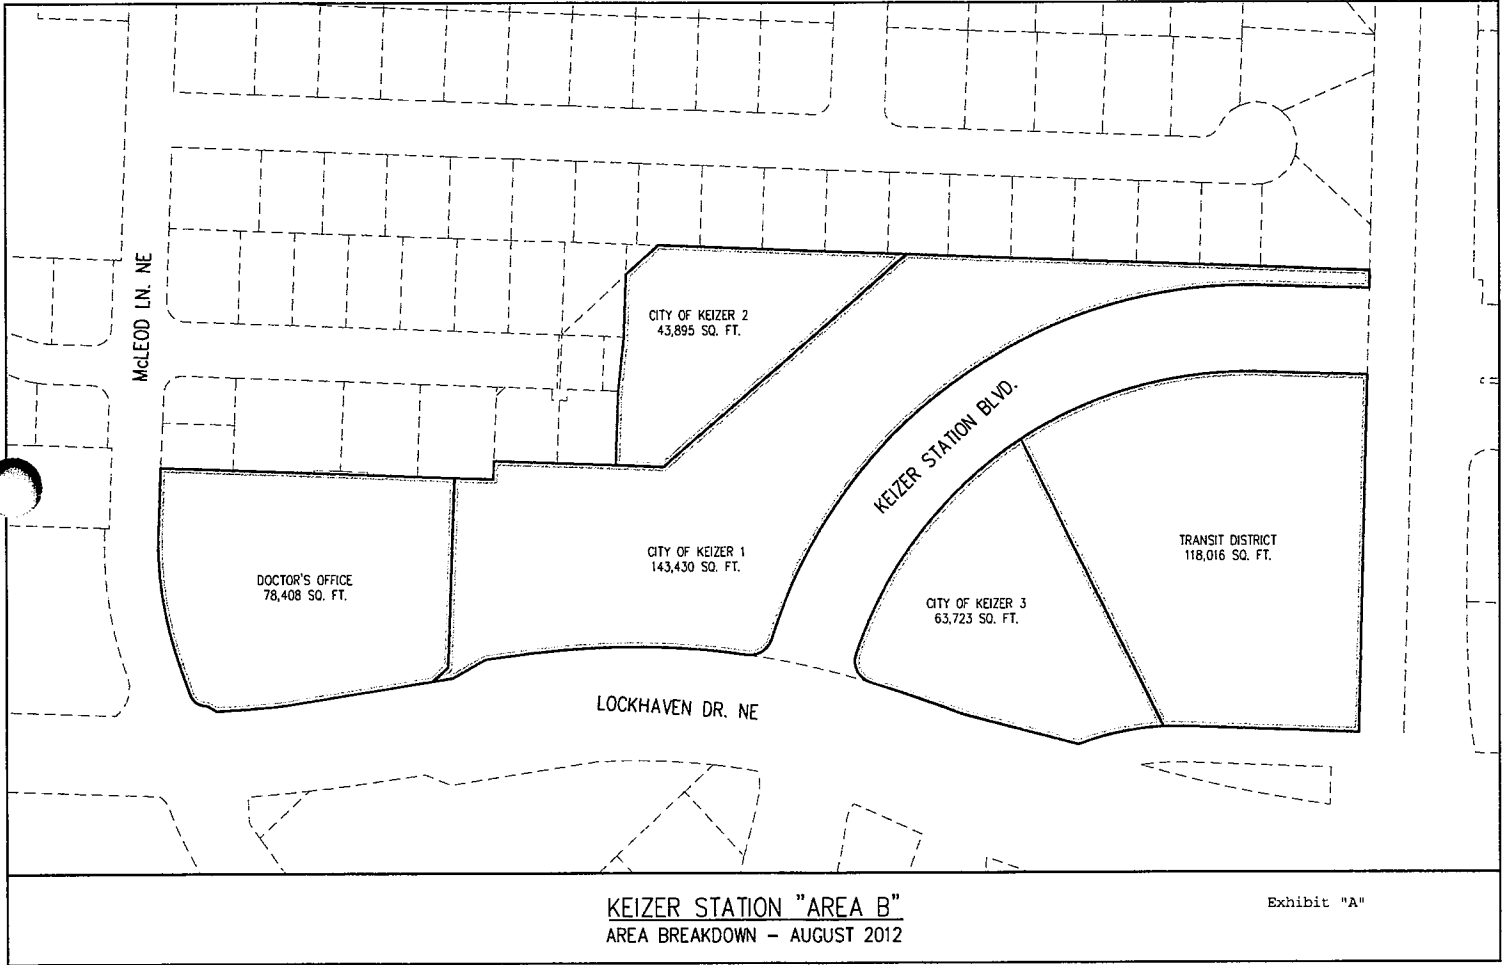 McLEOD LN. NE
CITY OF KEIZER 2
43,895 SQ. FT.
KEIZER STATION BLVD.
TRANSIT DISTRICT
118,016 SQ. FT.
CITY OF KEIZER 1
143,430 SQ. FT.
DOCTOR'S OFFICE
78,408 SQ. FT.
CITY OF KEIZER 3
63,723 SQ. FT.
LOCKHAVEN DR. NE
KEIZER STATION "AREA B"
AREA BREAKDOWN – AUGUST 2012
Exhibit "A"